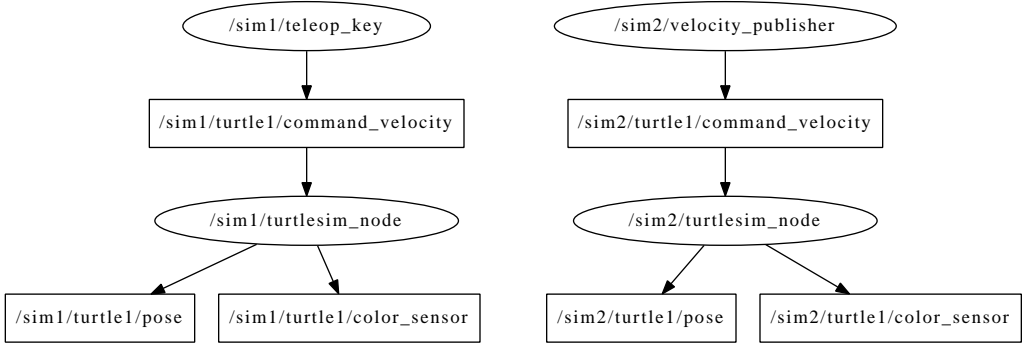 /sim1/teleop_key
/sim2/velocity_publisher
/sim1/turtle1/command_velocity
/sim2/turtle1/command_velocity
/sim1/turtlesim_node
/sim2/turtlesim_node
/sim1/turtle1/pose
/sim1/turtle1/color_sensor
/sim2/turtle1/pose
/sim2/turtle1/color_sensor